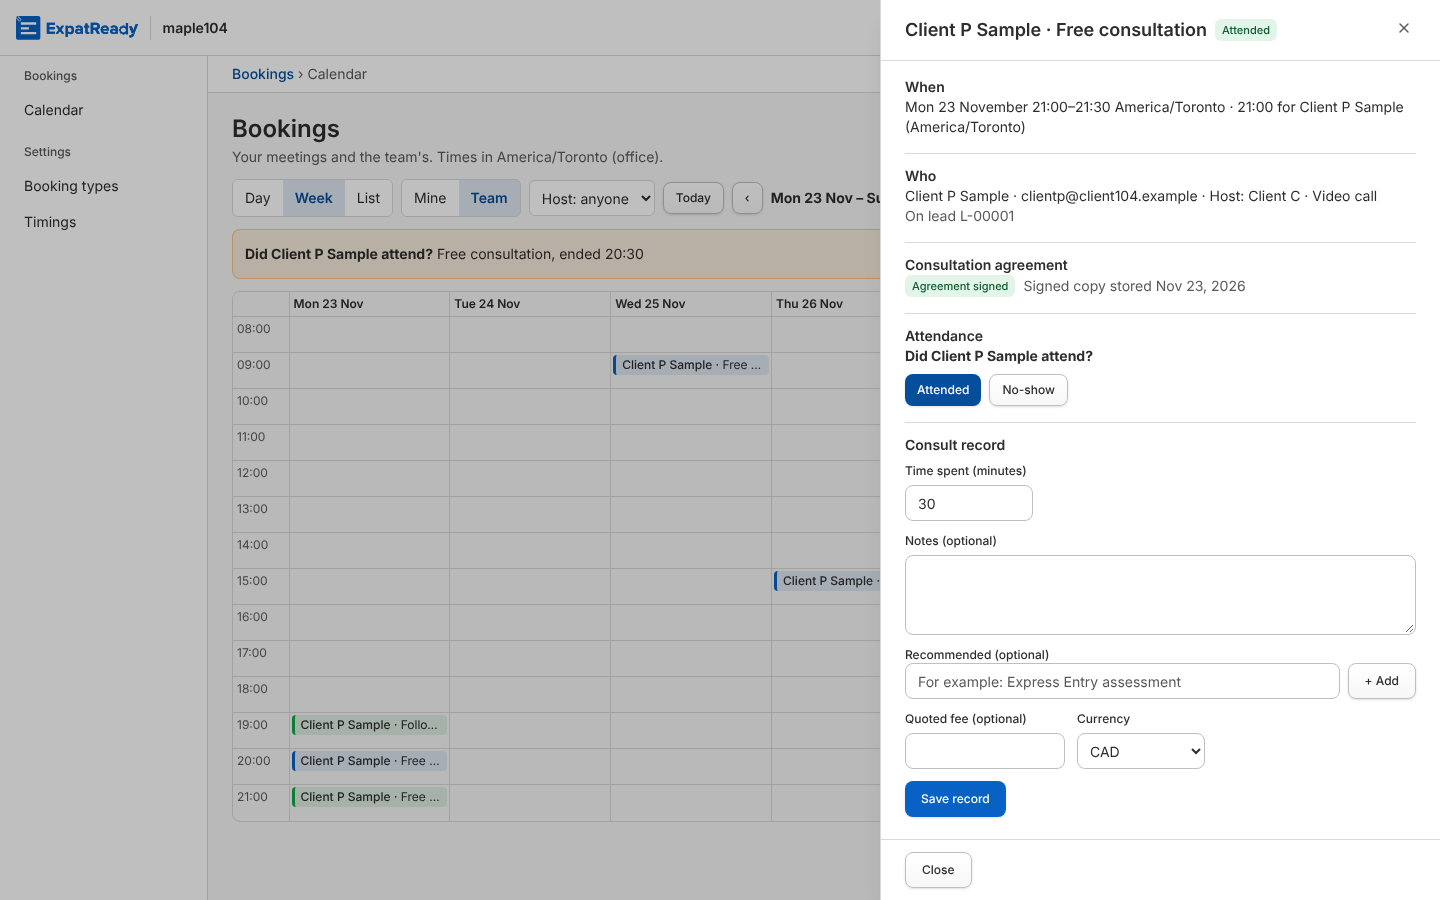 ExpatReady
maple104
Bookings
Calendar
Settings
Booking types
Timings
Bookings › Calendar
Bookings
Your meetings and the team's. Times in America/Toronto (office).
Day Week List Mine Team Host: anyone Today ‹ Mon 23 Nov – Su
Did Client P Sample attend? Free consultation, ended 20:30
Mon 23 Nov Tue 24 Nov Wed 25 Nov Thu 26 Nov
08:00
09:00 Client P Sample · Free ...
10:00
11:00
12:00
13:00
14:00
15:00 Client P Sample ·
16:00
17:00
18:00
19:00 Client P Sample · Follo...
20:00 Client P Sample · Free ...
21:00 Client P Sample · Free ...
Client P Sample · Free consultation Attended ×
When
Mon 23 November 21:00–21:30 America/Toronto · 21:00 for Client P Sample
(America/Toronto)
Who
Client P Sample · clientp@client104.example · Host: Client C · Video call
On lead L-00001
Consultation agreement
Agreement signed Signed copy stored Nov 23, 2026
Attendance
Did Client P Sample attend?
Attended No-show
Consult record
Time spent (minutes)
30
Notes (optional)
Recommended (optional)
For example: Express Entry assessment + Add
Quoted fee (optional) Currency
CAD
Save record
Close